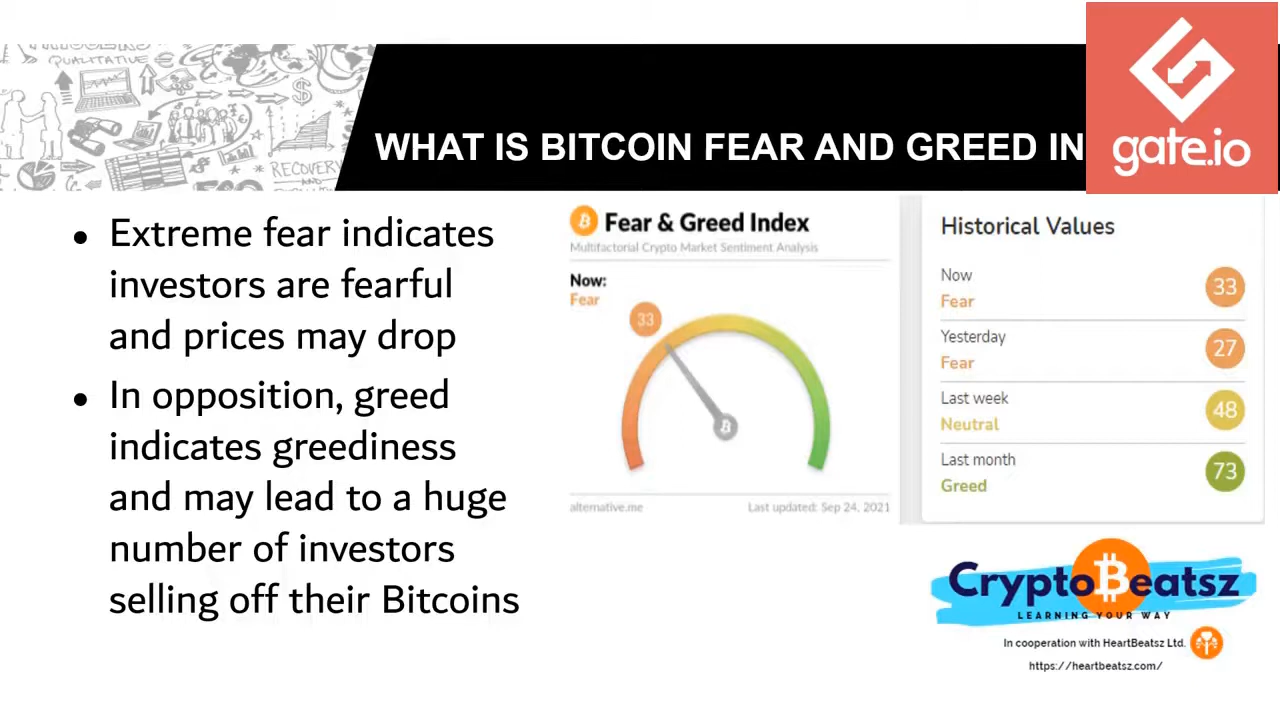 QUALITATIVE
RECOVERY
WHAT IS BITCOIN FEAR AND GREED IN
gate.io
• Extreme fear indicates
investors are fearful
and prices may drop
• In opposition, greed
indicates greediness
and may lead to a huge
number of investors
selling off their Bitcoins
Fear & Greed Index
Multifactorial Crypto Market Sentiment Analysis
Now:
Fear
33
alternative.me
Last updated: Sep 24, 2021
Historical Values
Now
Fear
33
Yesterday
Fear
27
Last week
Neutral
48
Last month
Greed
73
CryptoBeatsz
LEARNING YOUR WAY
In cooperation with HeartBeatsz Ltd.
https://heartbeatsz.com/